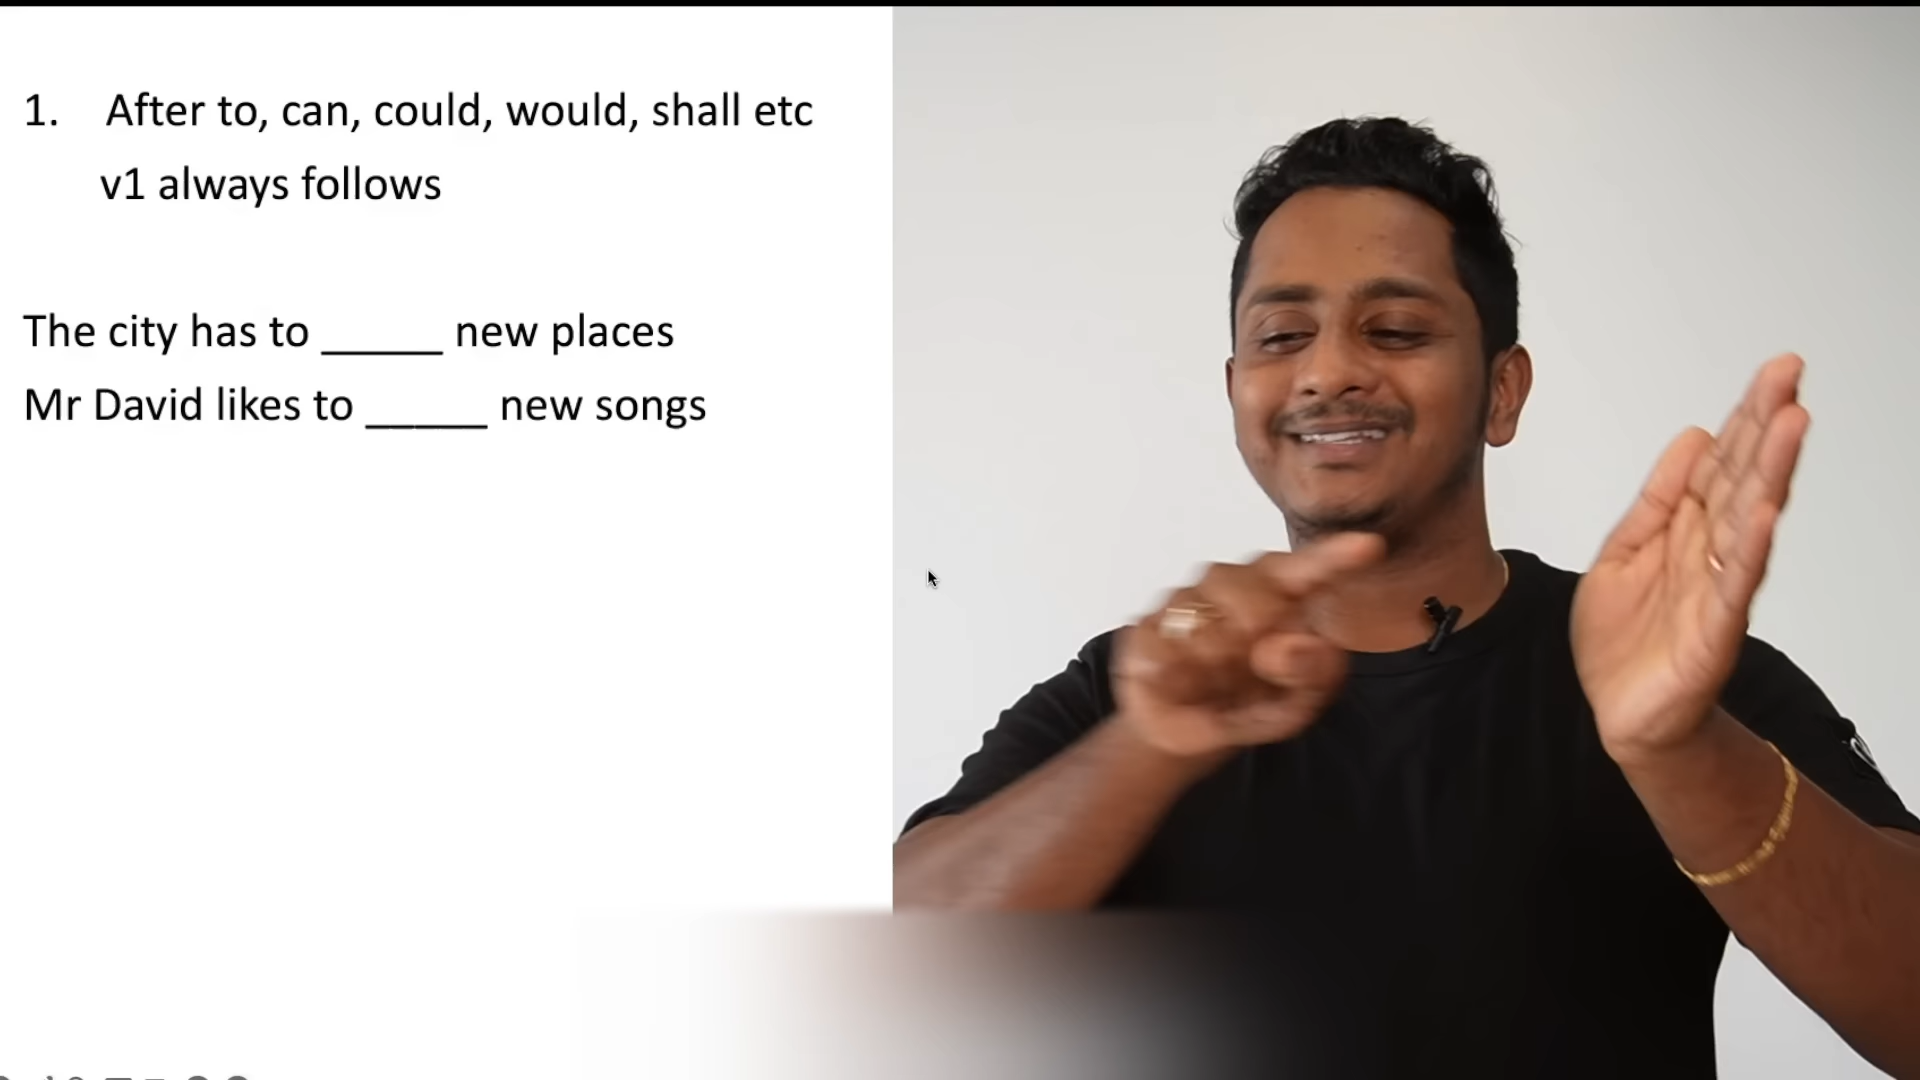 1. After to, can, could, would, shall etc
v1 always follows
The city has to _____ new places
Mr David likes to _____ new songs